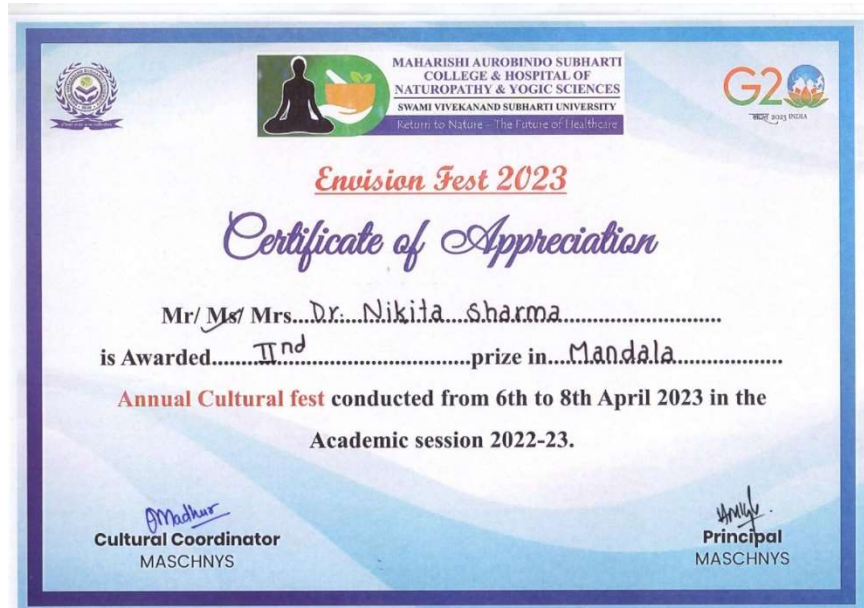 MAHARISHI AUROBINDO SUBHARTI
COLLEGE & HOSPITAL OF
NATUROPATHY & YOGIC SCIENCES
SWAMI VIVEKANAND SUBHARTI UNIVERSITY
Return to Nature - The Future of Healthcare
G20
भारत 2023 INDIA
Envision Fest 2023
Certificate of Appreciation
Mr/ Ms/ Mrs...Dr. Nikita Sharma
is Awarded......IInd......prize in...Mandala......
Annual Cultural fest conducted from 6th to 8th April 2023 in the
Academic session 2022-23.
Madhur
Cultural Coordinator
MASCHNYS
Principal
MASCHNYS